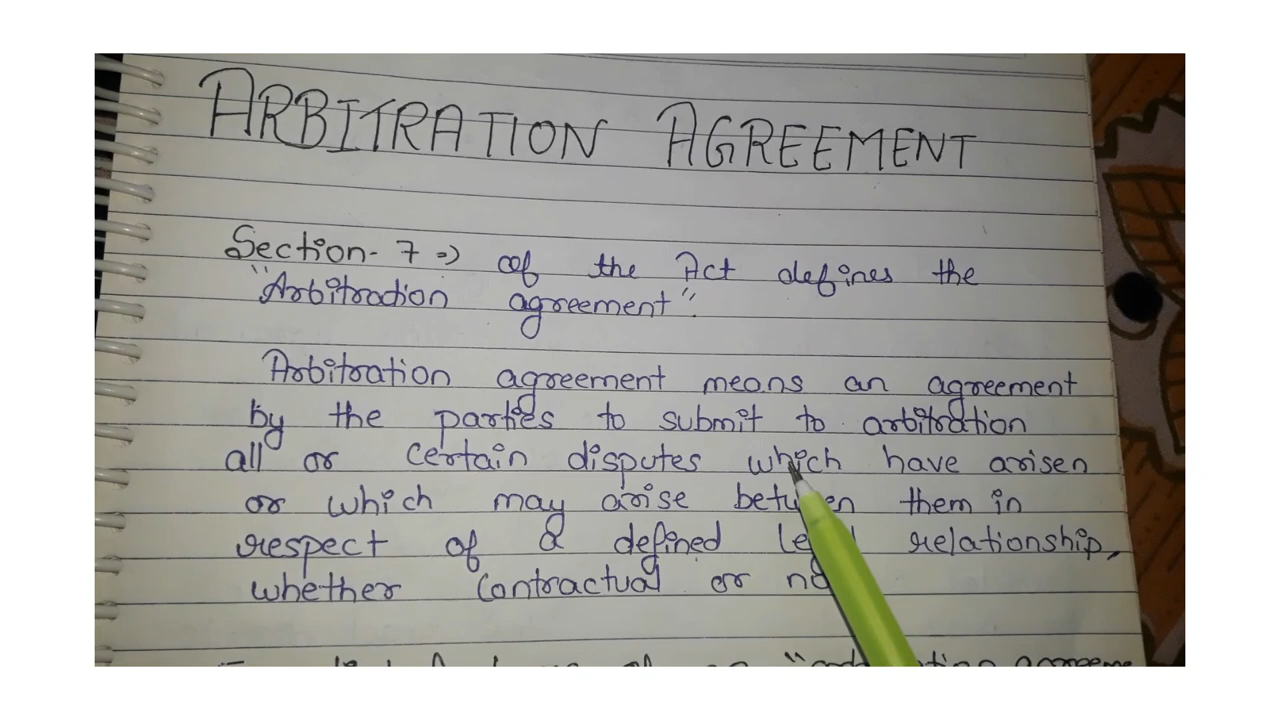 ARBITRATION AGREEMENT
Section - 7 => of the Act defines the
"Arbitration agreement".
Arbitration agreement means an agreement
by the parties to submit to arbitration
all or certain disputes which have arisen
or which may arise between them in
respect of a defined legal relationship,
whether contractual or